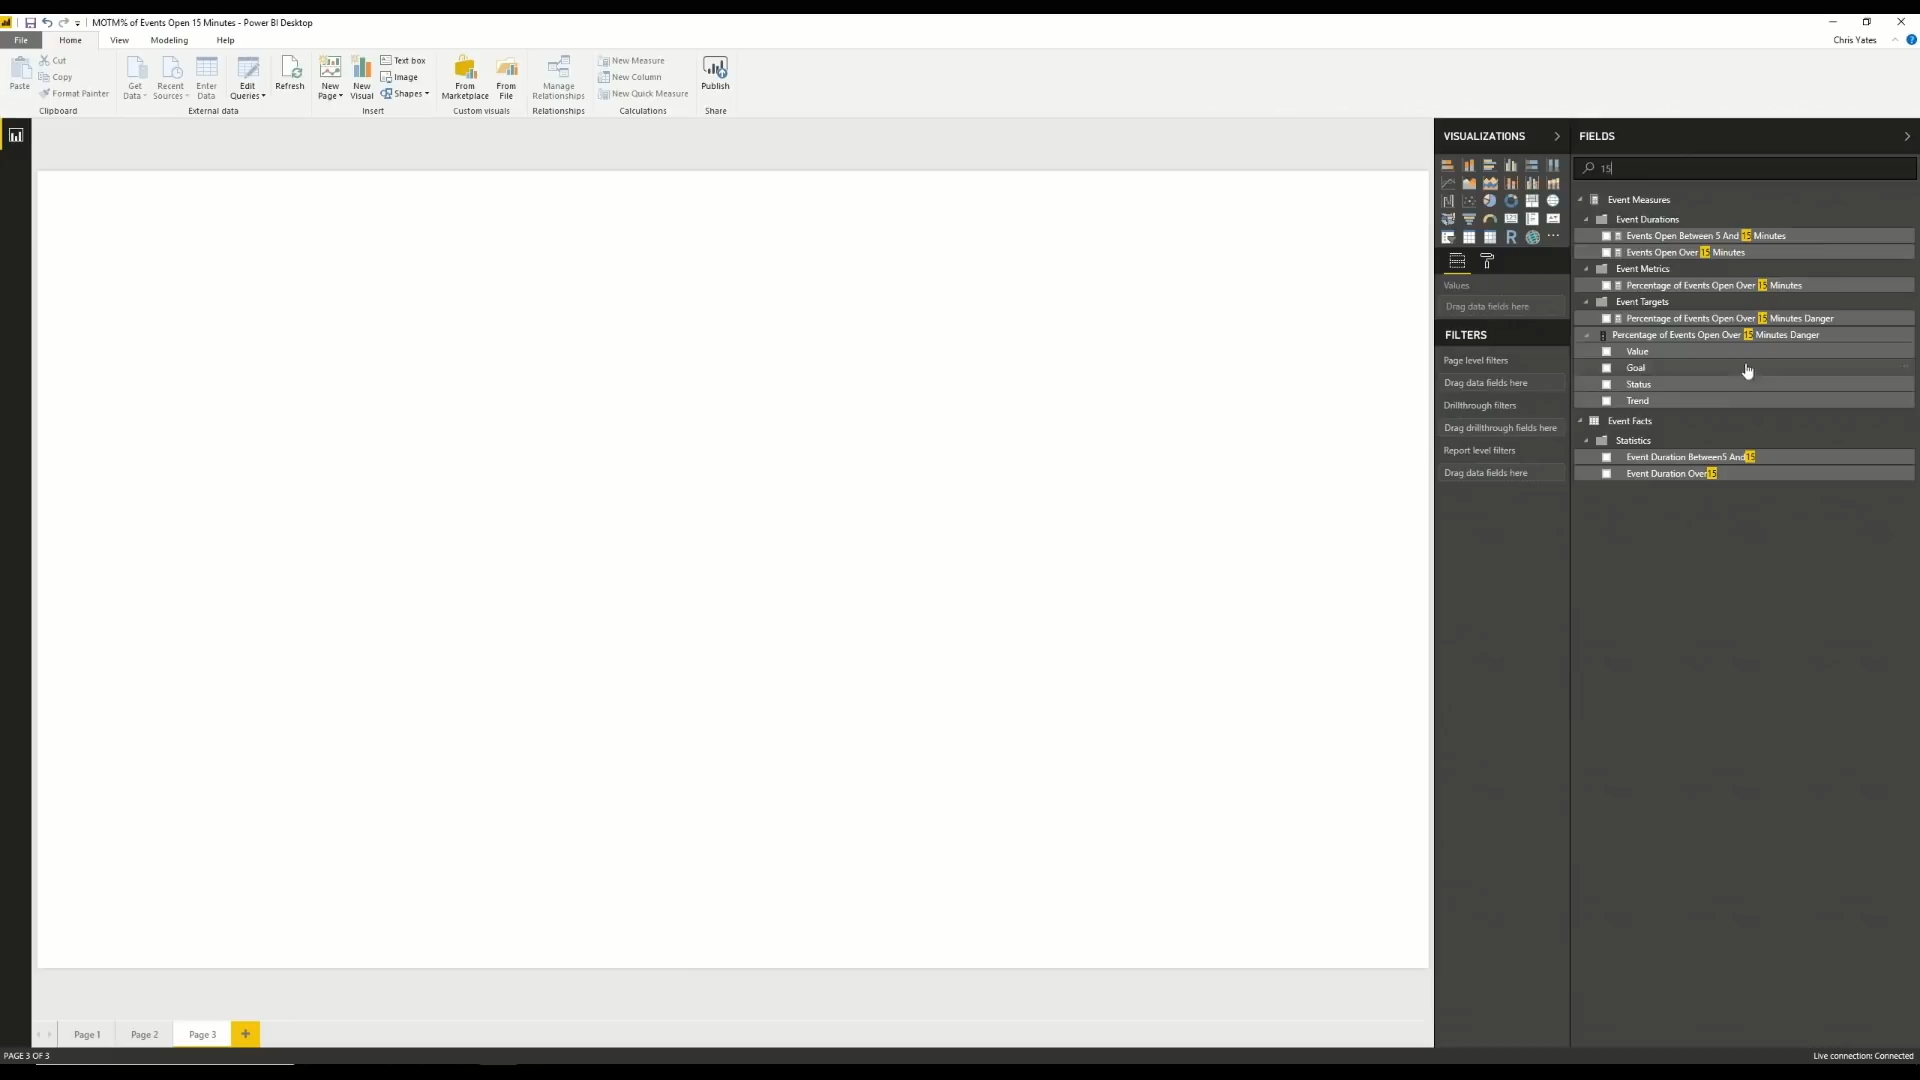 MOTM% of Events Open 15 Minutes - Power BI Desktop
File Home View Modeling Help Chris Yates
Paste
Cut
Copy
Format Painter
Clipboard
Get Data
Recent Sources
Enter Data
Edit Queries
External data
Refresh
New Page
New Visual
Text box
Image
Shapes
Insert
From Marketplace
From File
Custom visuals
Manage Relationships
Relationships
New Measure
New Column
New Quick Measure
Calculations
Publish
Share
VISUALIZATIONS
Values
Drag data fields here
FILTERS
Page level filters
Drag data fields here
Drillthrough filters
Drag drillthrough fields here
Report level filters
Drag data fields here
FIELDS
15
Event Measures
Event Durations
Events Open Between 5 And 15 Minutes
Events Open Over 15 Minutes
Event Metrics
Percentage of Events Open Over 15 Minutes
Event Targets
Percentage of Events Open Over 15 Minutes Danger
Percentage of Events Open Over 15 Minutes Danger
Value
Goal
Status
Trend
Event Facts
Statistics
Event Duration Between5 And15
Event Duration Over15
Page 1 Page 2 Page 3 +
PAGE 3 OF 3
Live connection: Connected